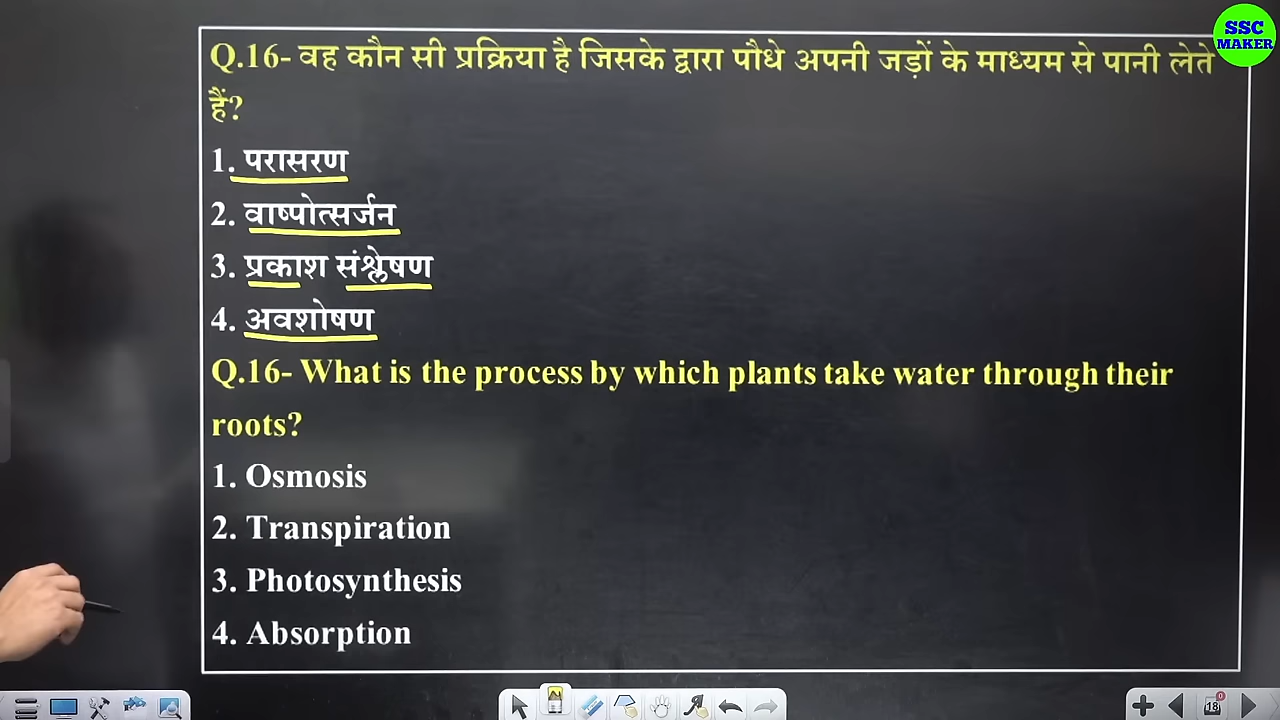 SSC
MAKER
Q.16- वह कौन सी प्रक्रिया है जिसके द्वारा पौधे अपनी जड़ों के माध्यम से पानी लेते
हैं?
1. परासरण
2. वाष्पोत्सर्जन
3. प्रकाश संश्लेषण
4. अवशोषण
Q.16- What is the process by which plants take water through their
roots?
1. Osmosis
2. Transpiration
3. Photosynthesis
4. Absorption
18
0